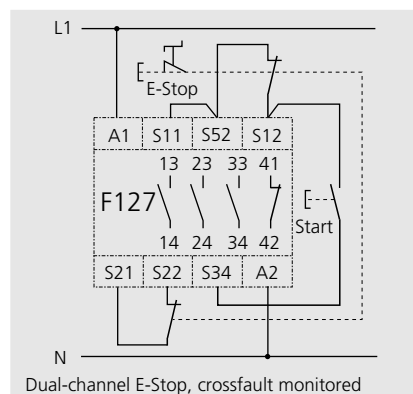 L1
E-Stop
A1 S11 S52 S12
13 23 33 41
F127
Start
14 24 34 42
S21 S22 S34 A2
N
Dual-channel E-Stop, crossfault monitored